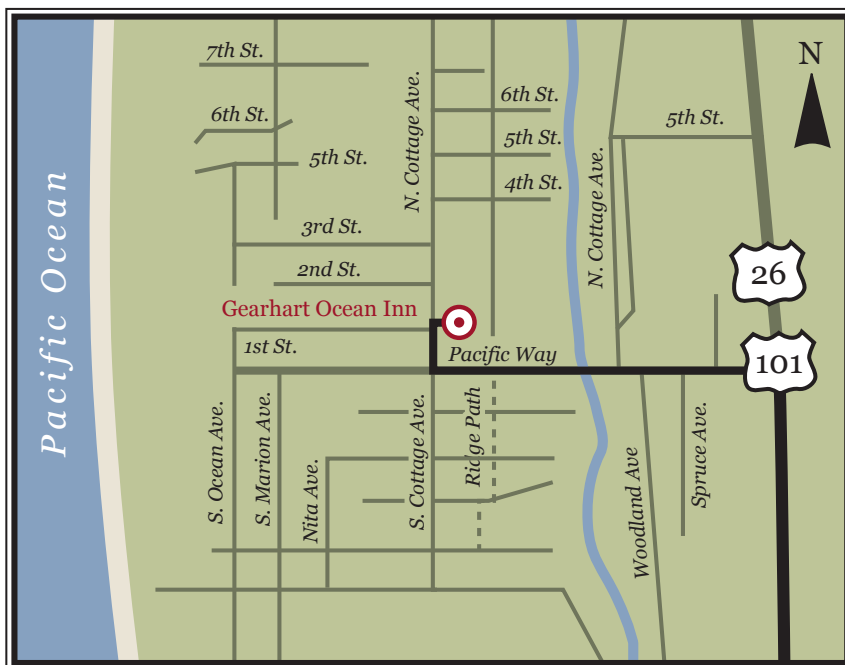 7th St.
N
6th St.
6th St.
5th St.
5th St.
5th St.
4th St.
N. Cottage Ave.
N. Cottage Ave.
Pacific Ocean
3rd St.
2nd St.
26
Gearhart Ocean Inn
1st St.
Pacific Way
101
S. Ocean Ave.
S. Marion Ave.
Nita Ave.
S. Cottage Ave.
Ridge Path
Woodland Ave
Spruce Ave.